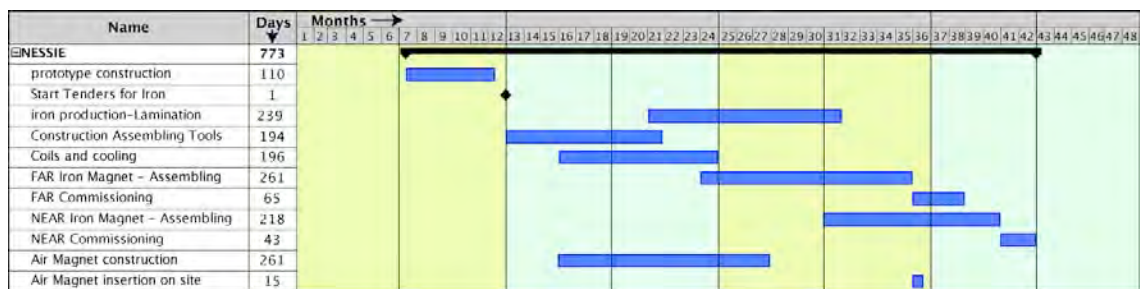 Name Days Months
1 2 3 4 5 6 7 8 9 10 11 12 13 14 15 16 17 18 19 20 21 22 23 24 25 26 27 28 29 30 31 32 33 34 35 36 37 38 39 40 41 42 43 44 45 46 47 48
NESSIE 773
prototype construction 110
Start Tenders for Iron 1
iron production-Lamination 239
Construction Assembling Tools 194
Coils and cooling 196
FAR Iron Magnet - Assembling 261
FAR Commissioning 65
NEAR Iron Magnet - Assembling 218
NEAR Commissioning 43
Air Magnet construction 261
Air Magnet insertion on site 15